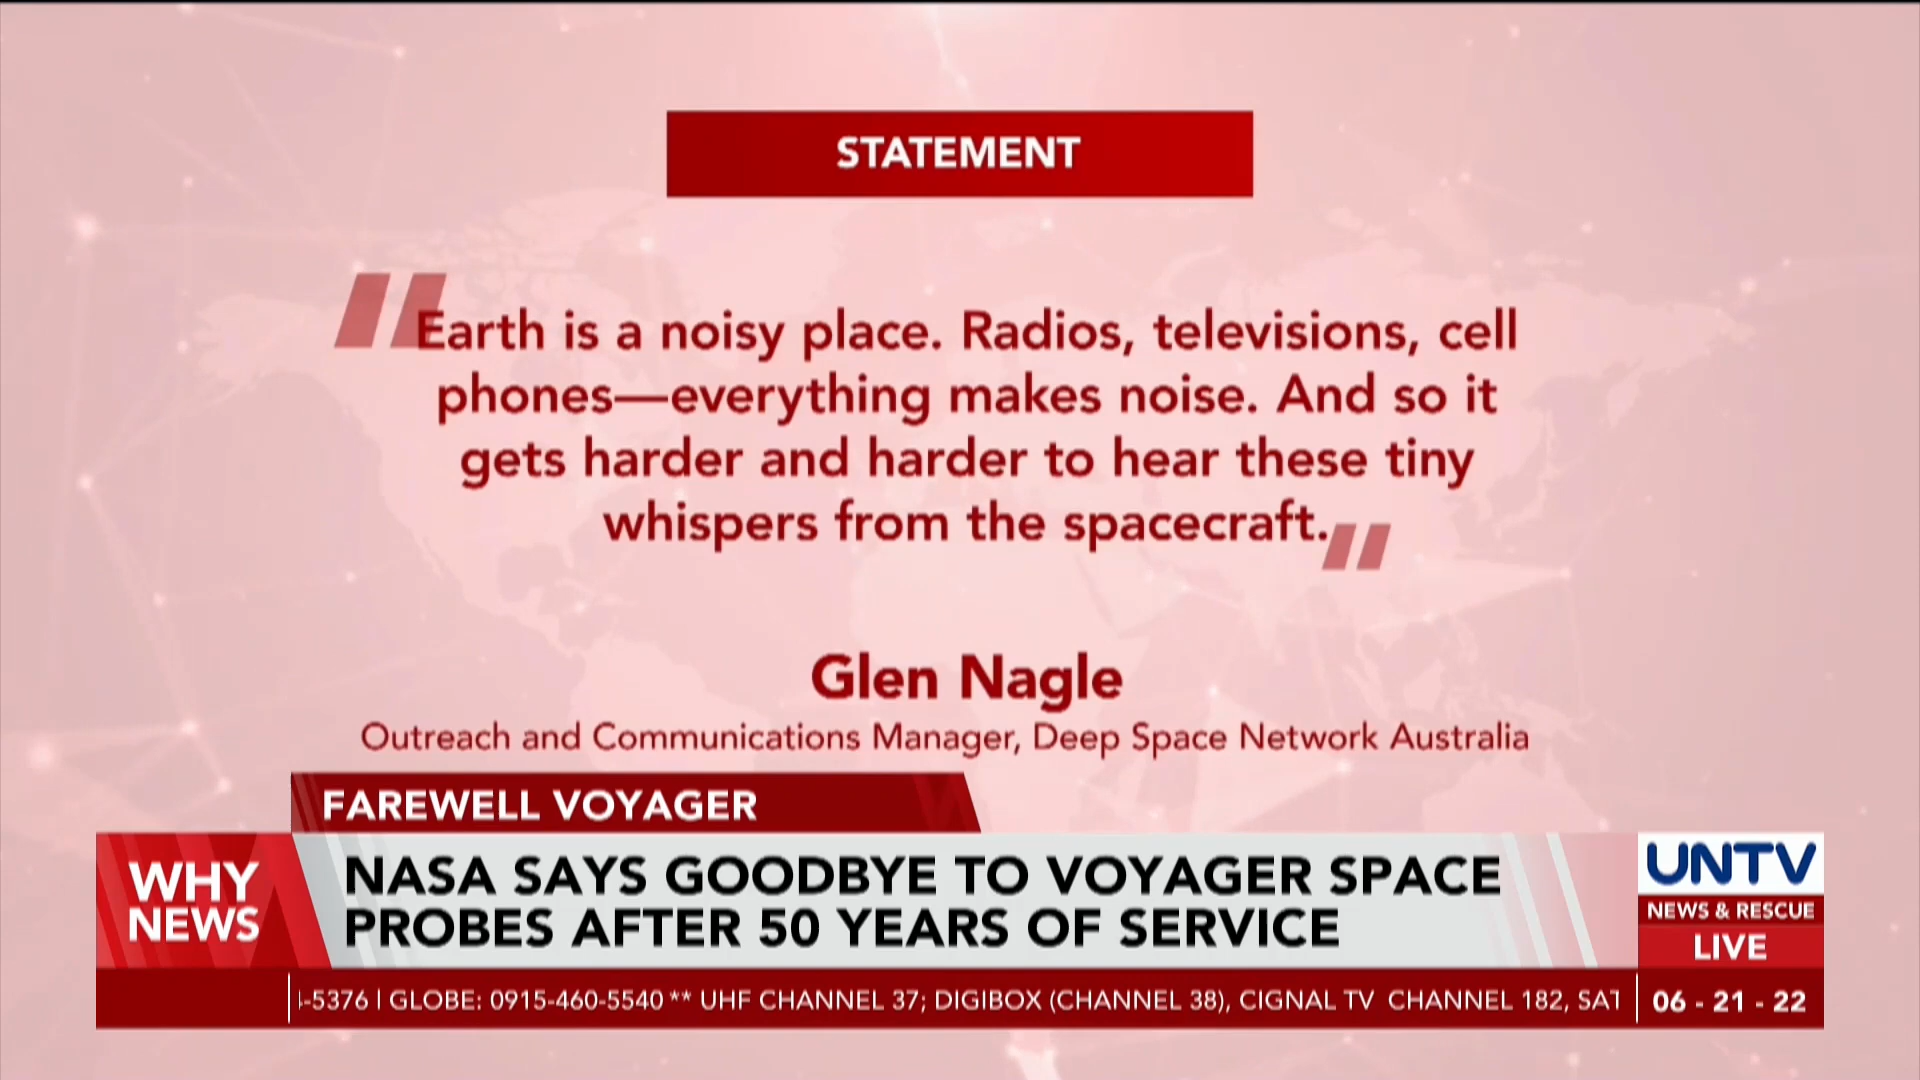 STATEMENT
"Earth is a noisy place. Radios, televisions, cell
phones—everything makes noise. And so it
gets harder and harder to hear these tiny
whispers from the spacecraft."
Glen Nagle
Outreach and Communications Manager, Deep Space Network Australia
FAREWELL VOYAGER
WHY
NEWS
NASA SAYS GOODBYE TO VOYAGER SPACE
PROBES AFTER 50 YEARS OF SERVICE
UNTV
NEWS & RESCUE
LIVE
-5376 | GLOBE: 0915-460-5540 ** UHF CHANNEL 37; DIGIBOX (CHANNEL 38), CIGNAL TV CHANNEL 182, SAT
06 - 21 - 22